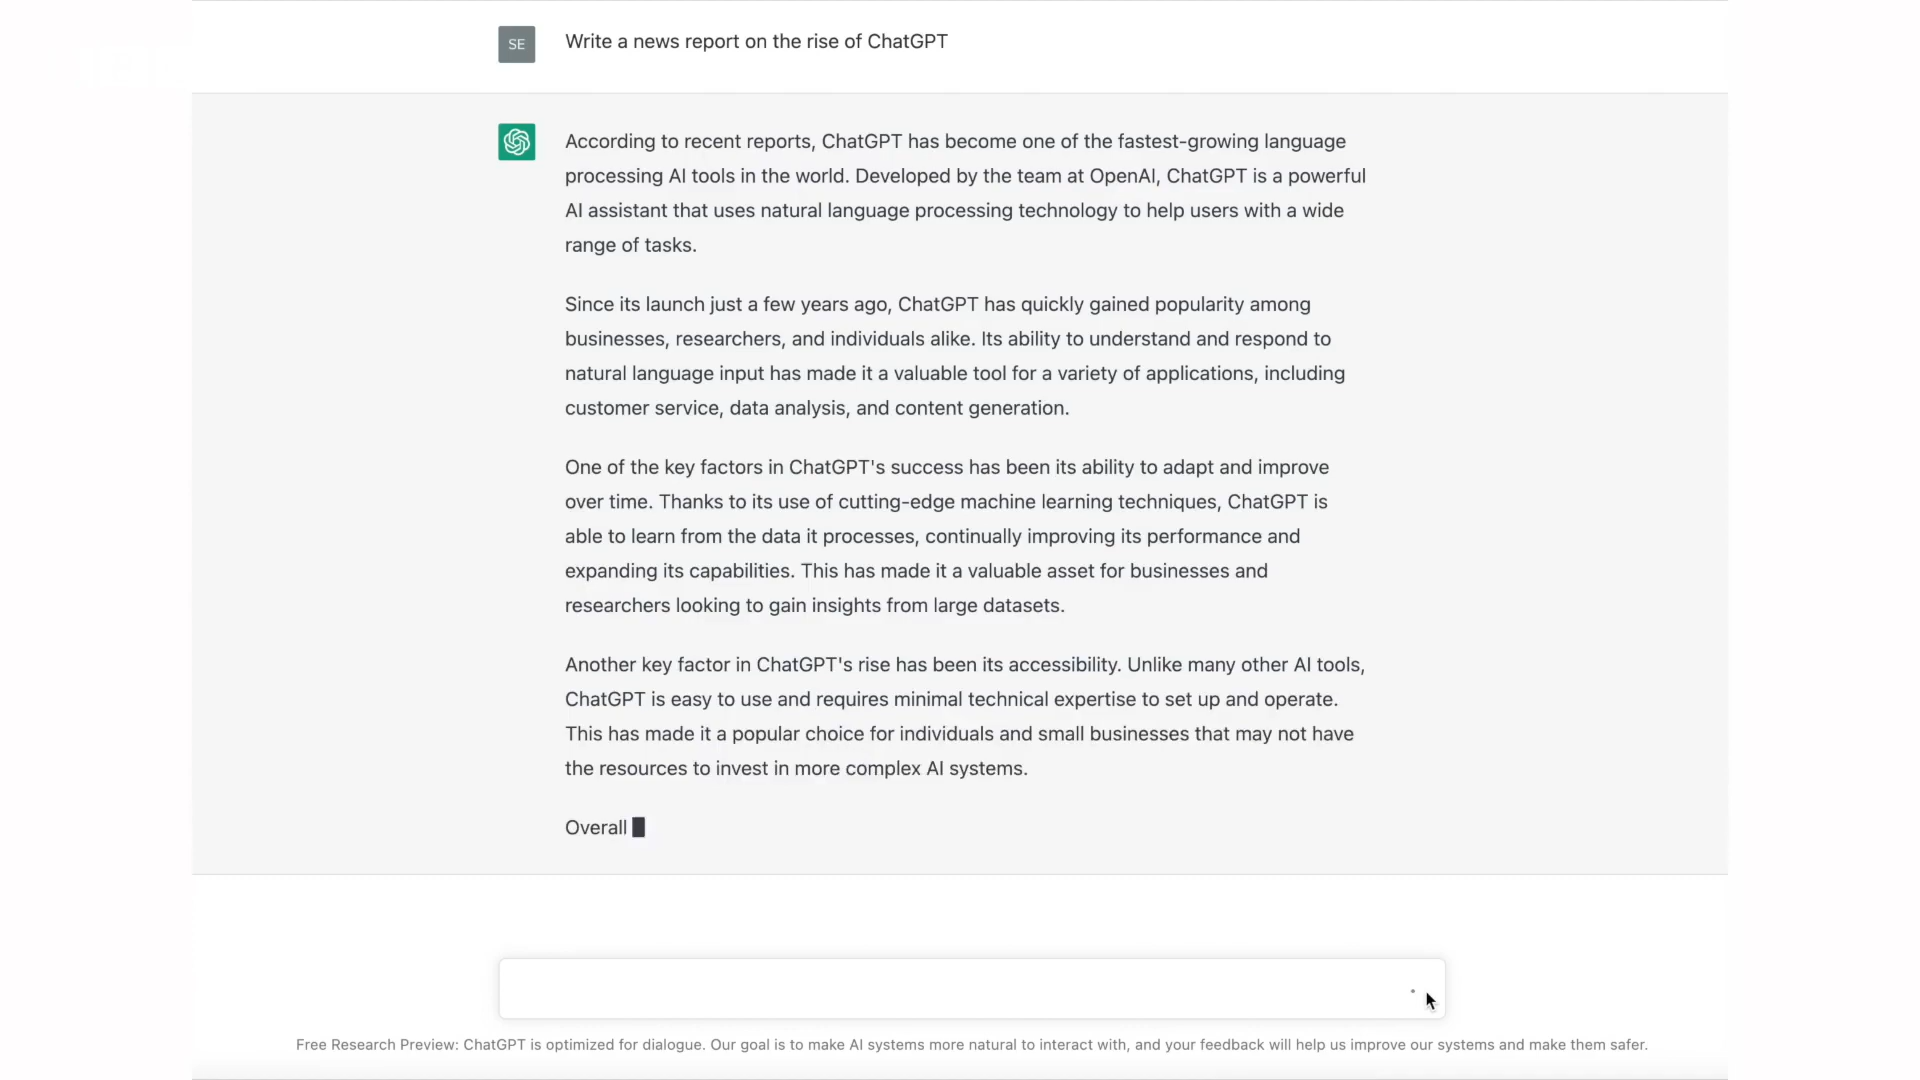 SE
Write a news report on the rise of ChatGPT
According to recent reports, ChatGPT has become one of the fastest-growing language
processing AI tools in the world. Developed by the team at OpenAI, ChatGPT is a powerful
AI assistant that uses natural language processing technology to help users with a wide
range of tasks.
Since its launch just a few years ago, ChatGPT has quickly gained popularity among
businesses, researchers, and individuals alike. Its ability to understand and respond to
natural language input has made it a valuable tool for a variety of applications, including
customer service, data analysis, and content generation.
One of the key factors in ChatGPT's success has been its ability to adapt and improve
over time. Thanks to its use of cutting-edge machine learning techniques, ChatGPT is
able to learn from the data it processes, continually improving its performance and
expanding its capabilities. This has made it a valuable asset for businesses and
researchers looking to gain insights from large datasets.
Another key factor in ChatGPT's rise has been its accessibility. Unlike many other AI tools,
ChatGPT is easy to use and requires minimal technical expertise to set up and operate.
This has made it a popular choice for individuals and small businesses that may not have
the resources to invest in more complex AI systems.
Overall
Free Research Preview: ChatGPT is optimized for dialogue. Our goal is to make AI systems more natural to interact with, and your feedback will help us improve our systems and make them safer.